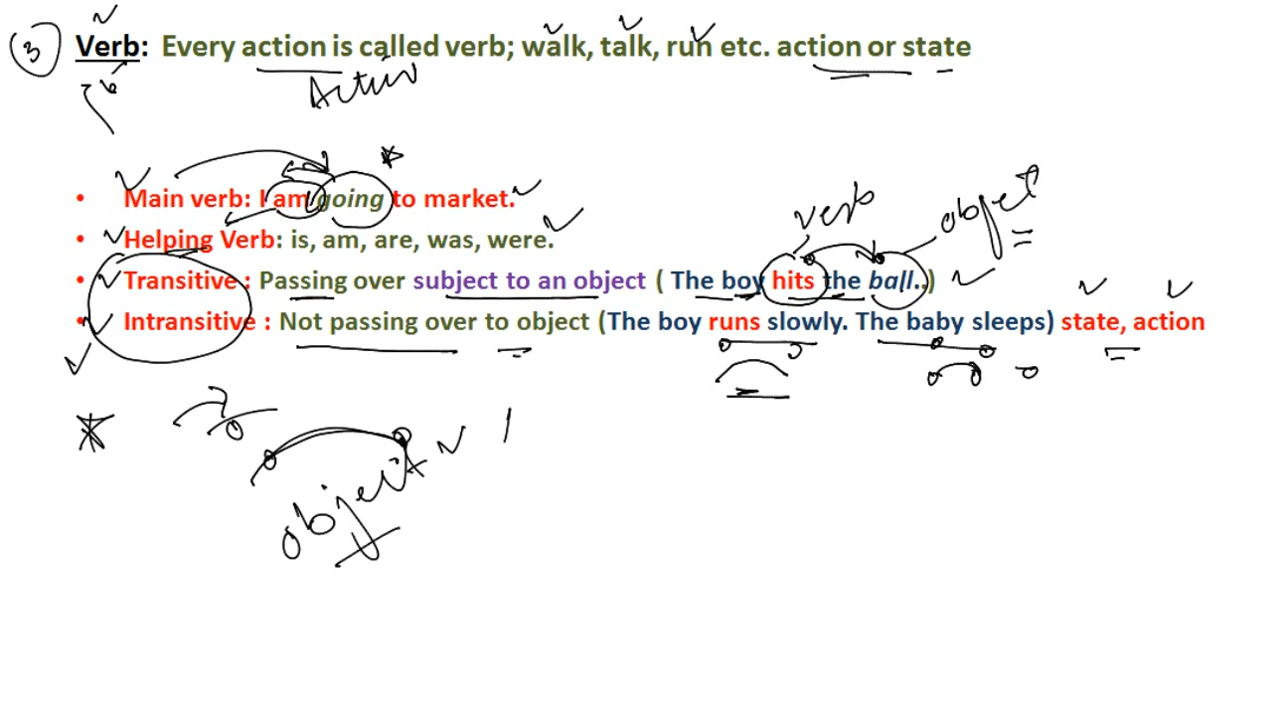 3 Verb: Every action is called verb; walk, talk, run etc. action or state
Action
• Main verb: I am going to market.
• Helping Verb: is, am, are, was, were.
verb object
• Transitive : Passing over subject to an object ( The boy hits the ball..)
• Intransitive : Not passing over to object (The boy runs slowly. The baby sleeps) state, action
object